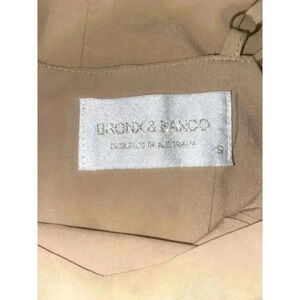 BRONX & BANCO
DESIGNED IN AUSTRALIA
S